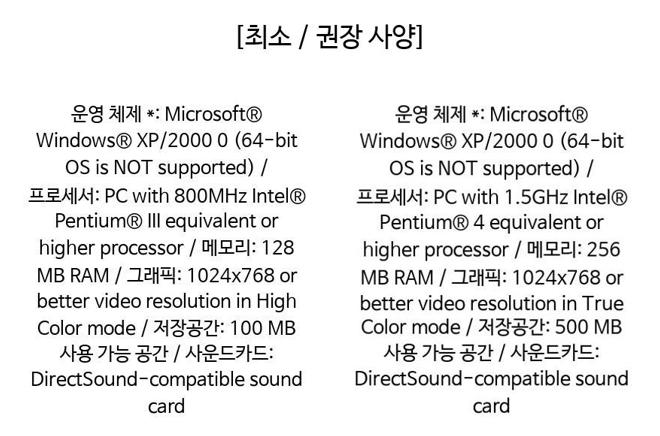 [최소 / 권장 사양]
운영 체제 *: Microsoft®
Windows® XP/2000 0 (64-bit
OS is NOT supported) /
프로세서: PC with 800MHz Intel®
Pentium® III equivalent or
higher processor / 메모리: 128
MB RAM / 그래픽: 1024x768 or
better video resolution in High
Color mode / 저장공간: 100 MB
사용 가능 공간 / 사운드카드:
DirectSound-compatible sound
card
운영 체제 *: Microsoft®
Windows® XP/2000 0 (64-bit
OS is NOT supported) /
프로세서: PC with 1.5GHz Intel®
Pentium® 4 equivalent or
higher processor / 메모리: 256
MB RAM / 그래픽: 1024x768 or
better video resolution in True
Color mode / 저장공간: 500 MB
사용 가능 공간 / 사운드카드:
DirectSound-compatible sound
card